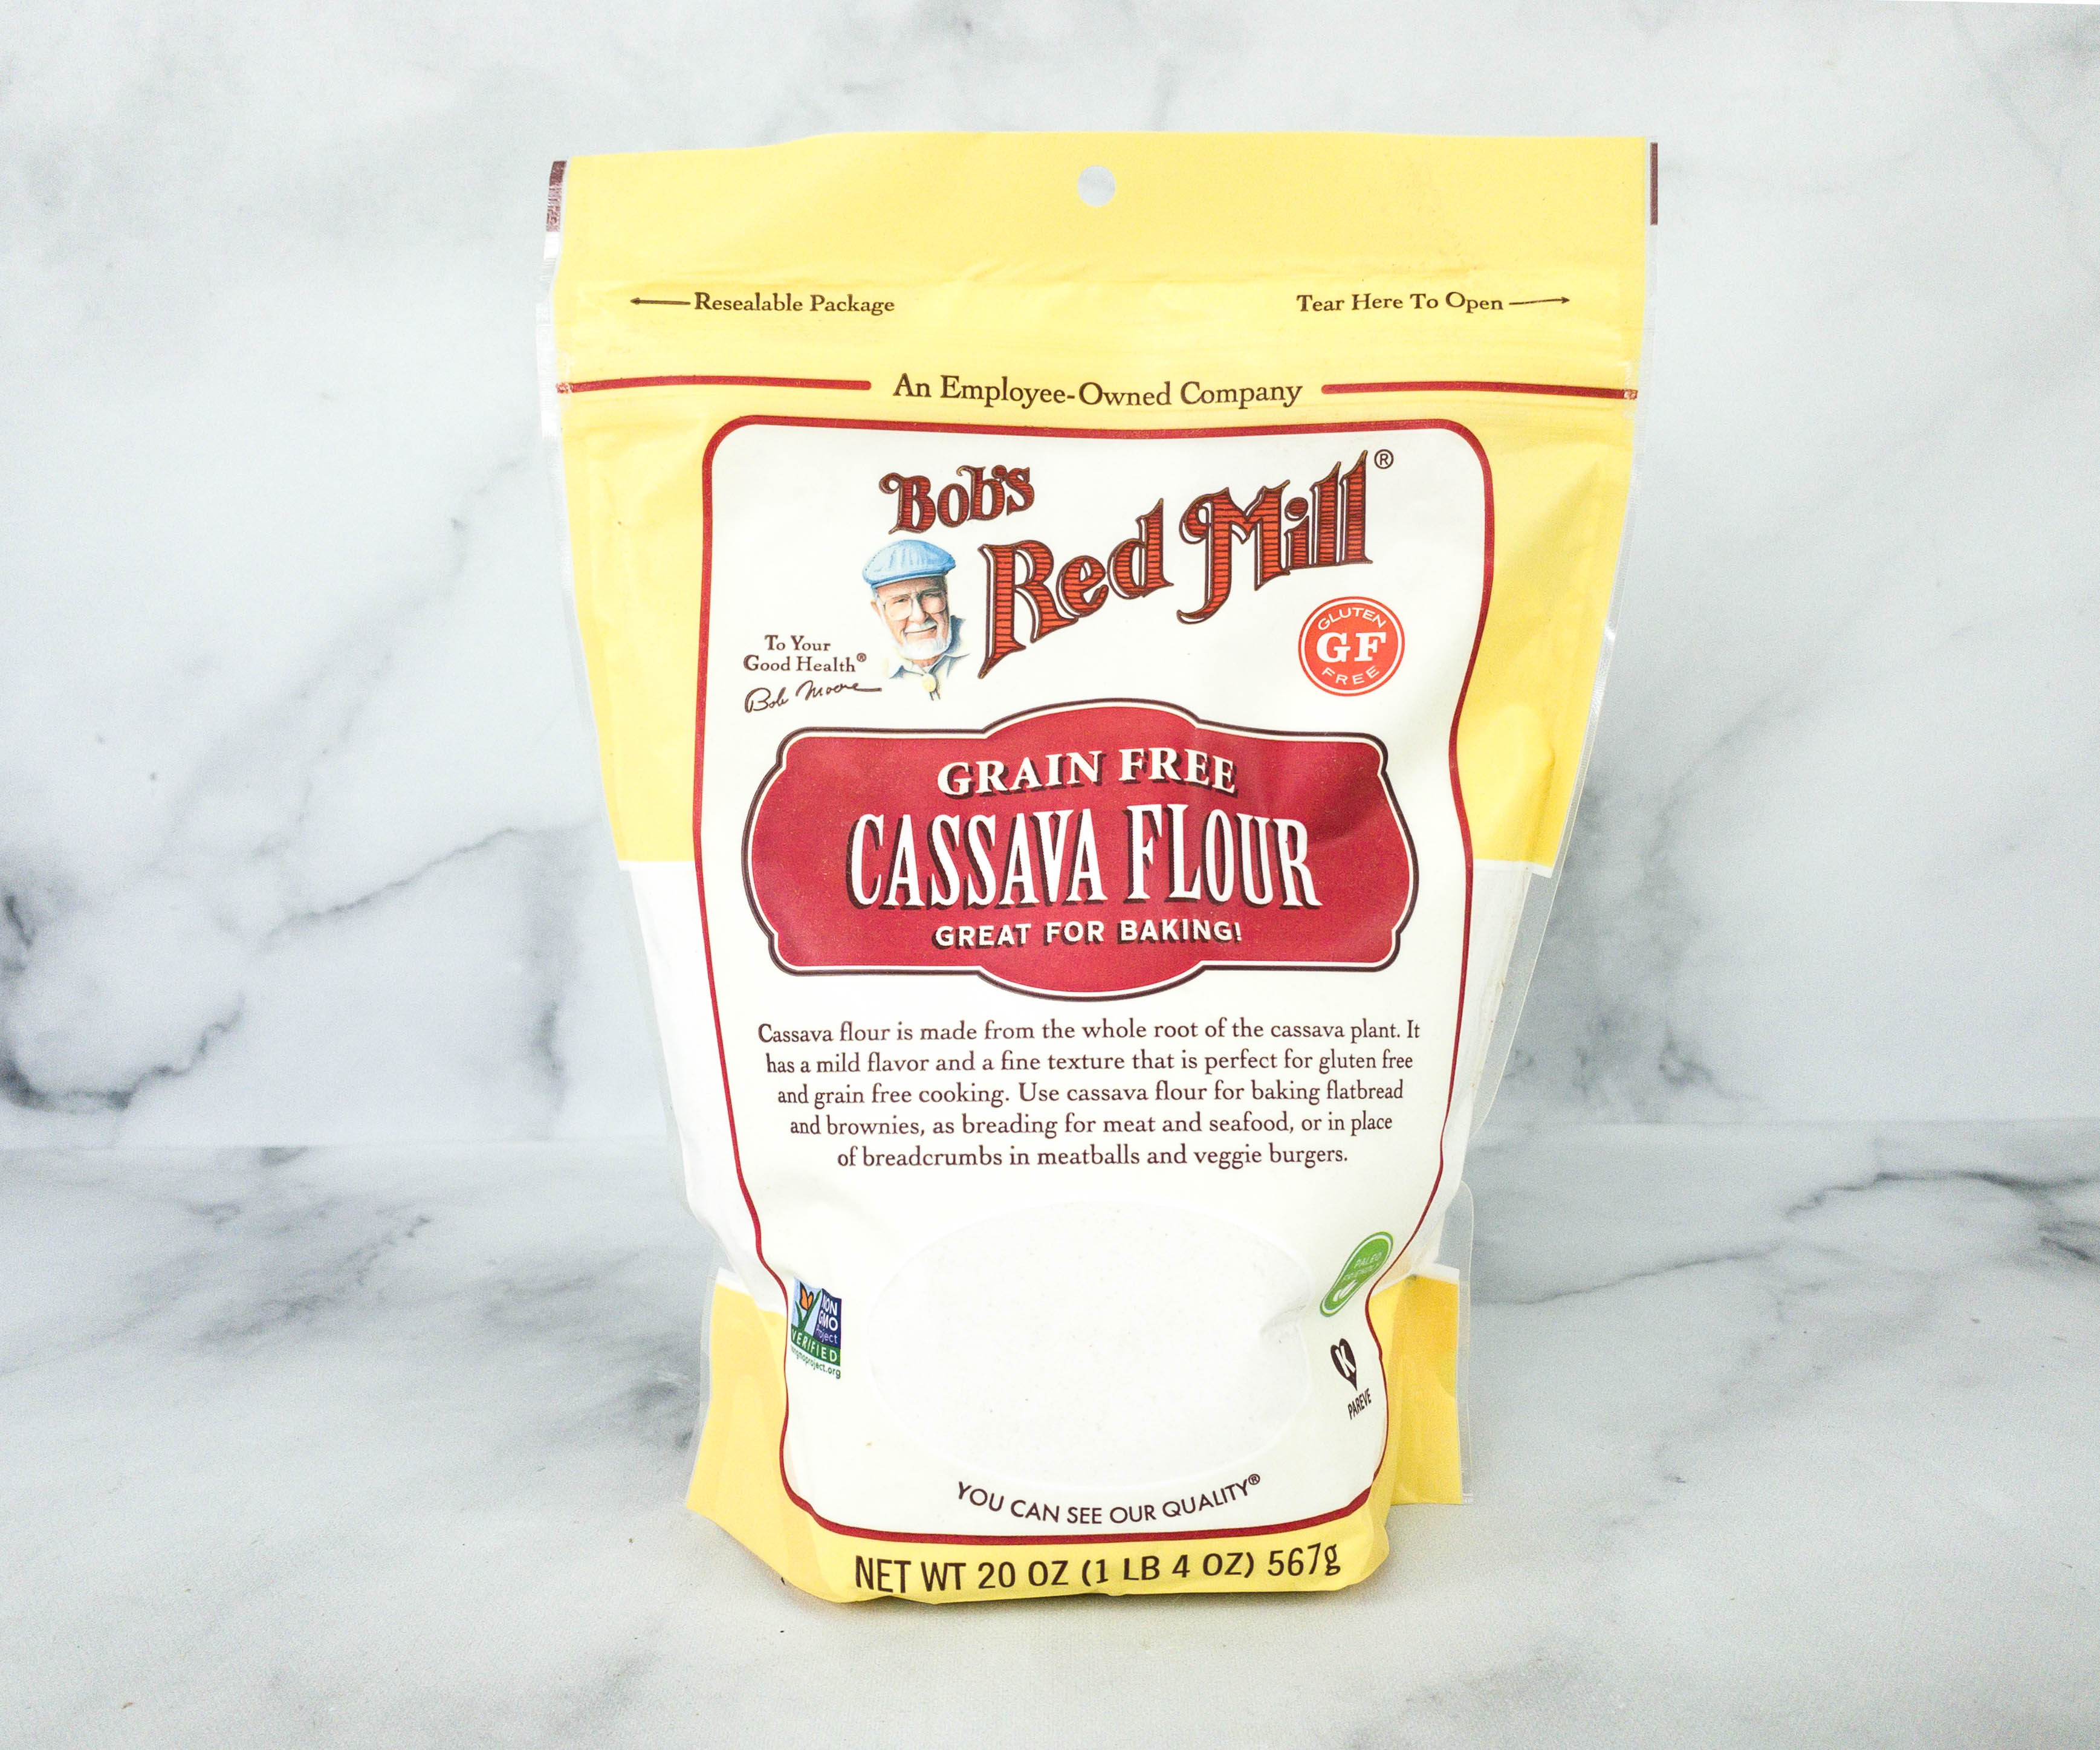 Resealable Package
Tear Here To Open
An Employee-Owned Company
Bob's
Red Mill®
To Your
Good Health®
Bob Moore
GLUTEN
GF
FREE
GRAIN FREE
CASSAVA FLOUR
GREAT FOR BAKING!
Cassava flour is made from the whole root of the cassava plant. It
has a mild flavor and a fine texture that is perfect for gluten free
and grain free cooking. Use cassava flour for baking flatbread
and brownies, as breading for meat and seafood, or in place
of breadcrumbs in meatballs and veggie burgers.
PALEO
FRIENDLY
NON
GMO
Project
VERIFIED
K
PAREVE
YOU CAN SEE OUR QUALITY®
NET WT 20 OZ (1 LB 4 OZ) 567g